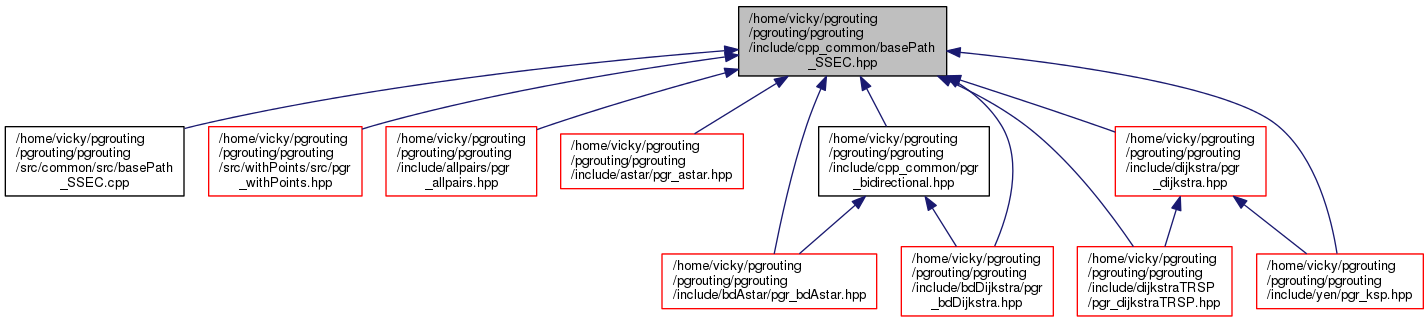 /home/vicky/pgrouting
/pgrouting/pgrouting
/include/cpp_common/basePath
_SSEC.hpp
/home/vicky/pgrouting
/pgrouting/pgrouting
/src/common/src/basePath
_SSEC.cpp
/home/vicky/pgrouting
/pgrouting/pgrouting
/src/withPoints/src/pgr
_withPoints.hpp
/home/vicky/pgrouting
/pgrouting/pgrouting
/include/allpairs/pgr
_allpairs.hpp
/home/vicky/pgrouting
/pgrouting/pgrouting
/include/astar/pgr_astar.hpp
/home/vicky/pgrouting
/pgrouting/pgrouting
/include/cpp_common/pgr
_bidirectional.hpp
/home/vicky/pgrouting
/pgrouting/pgrouting
/include/dijkstra/pgr
_dijkstra.hpp
/home/vicky/pgrouting
/pgrouting/pgrouting
/include/bdAstar/pgr_bdAstar.hpp
/home/vicky/pgrouting
/pgrouting/pgrouting
/include/bdDijkstra/pgr
_bdDijkstra.hpp
/home/vicky/pgrouting
/pgrouting/pgrouting
/include/dijkstraTRSP
/pgr_dijkstraTRSP.hpp
/home/vicky/pgrouting
/pgrouting/pgrouting
/include/yen/pgr_ksp.hpp